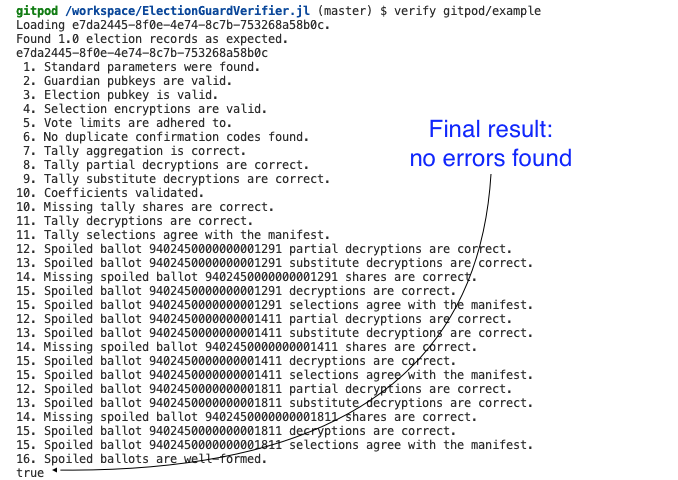 gitpod /workspace/ElectionGuardVerifier.jl (master) $ verify gitpod/example
Loading e7da2445-8f0e-4e74-8c7b-753268a58b0c.
Found 1.0 election records as expected.
e7da2445-8f0e-4e74-8c7b-753268a58b0c
1. Standard parameters were found.
2. Guardian pubkeys are valid.
3. Election pubkey is valid.
4. Selection encryptions are valid.
5. Vote limits are adhered to.
6. No duplicate confirmation codes found.
7. Tally aggregation is correct.
8. Tally partial decryptions are correct.
9. Tally substitute decryptions are correct.
10. Coefficients validated.
10. Missing tally shares are correct.
11. Tally decryptions are correct.
11. Tally selections agree with the manifest.
12. Spoiled ballot 9402450000000001291 partial decryptions are correct.
13. Spoiled ballot 9402450000000001291 substitute decryptions are correct.
14. Missing spoiled ballot 9402450000000001291 shares are correct.
15. Spoiled ballot 9402450000000001291 decryptions are correct.
15. Spoiled ballot 9402450000000001291 selections agree with the manifest.
12. Spoiled ballot 9402450000000001411 partial decryptions are correct.
13. Spoiled ballot 9402450000000001411 substitute decryptions are correct.
14. Missing spoiled ballot 9402450000000001411 shares are correct.
15. Spoiled ballot 9402450000000001411 decryptions are correct.
15. Spoiled ballot 9402450000000001411 selections agree with the manifest.
12. Spoiled ballot 9402450000000001811 partial decryptions are correct.
13. Spoiled ballot 9402450000000001811 substitute decryptions are correct.
14. Missing spoiled ballot 9402450000000001811 shares are correct.
15. Spoiled ballot 9402450000000001811 decryptions are correct.
15. Spoiled ballot 9402450000000001811 selections agree with the manifest.
16. Spoiled ballots are well-formed.
true
Final result:
no errors found